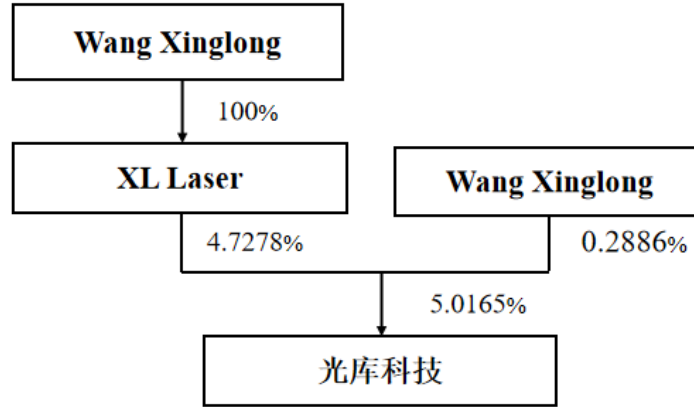 Wang Xinglong
100%
XL Laser
Wang Xinglong
4.7278%
0.2886%
5.0165%
光库科技